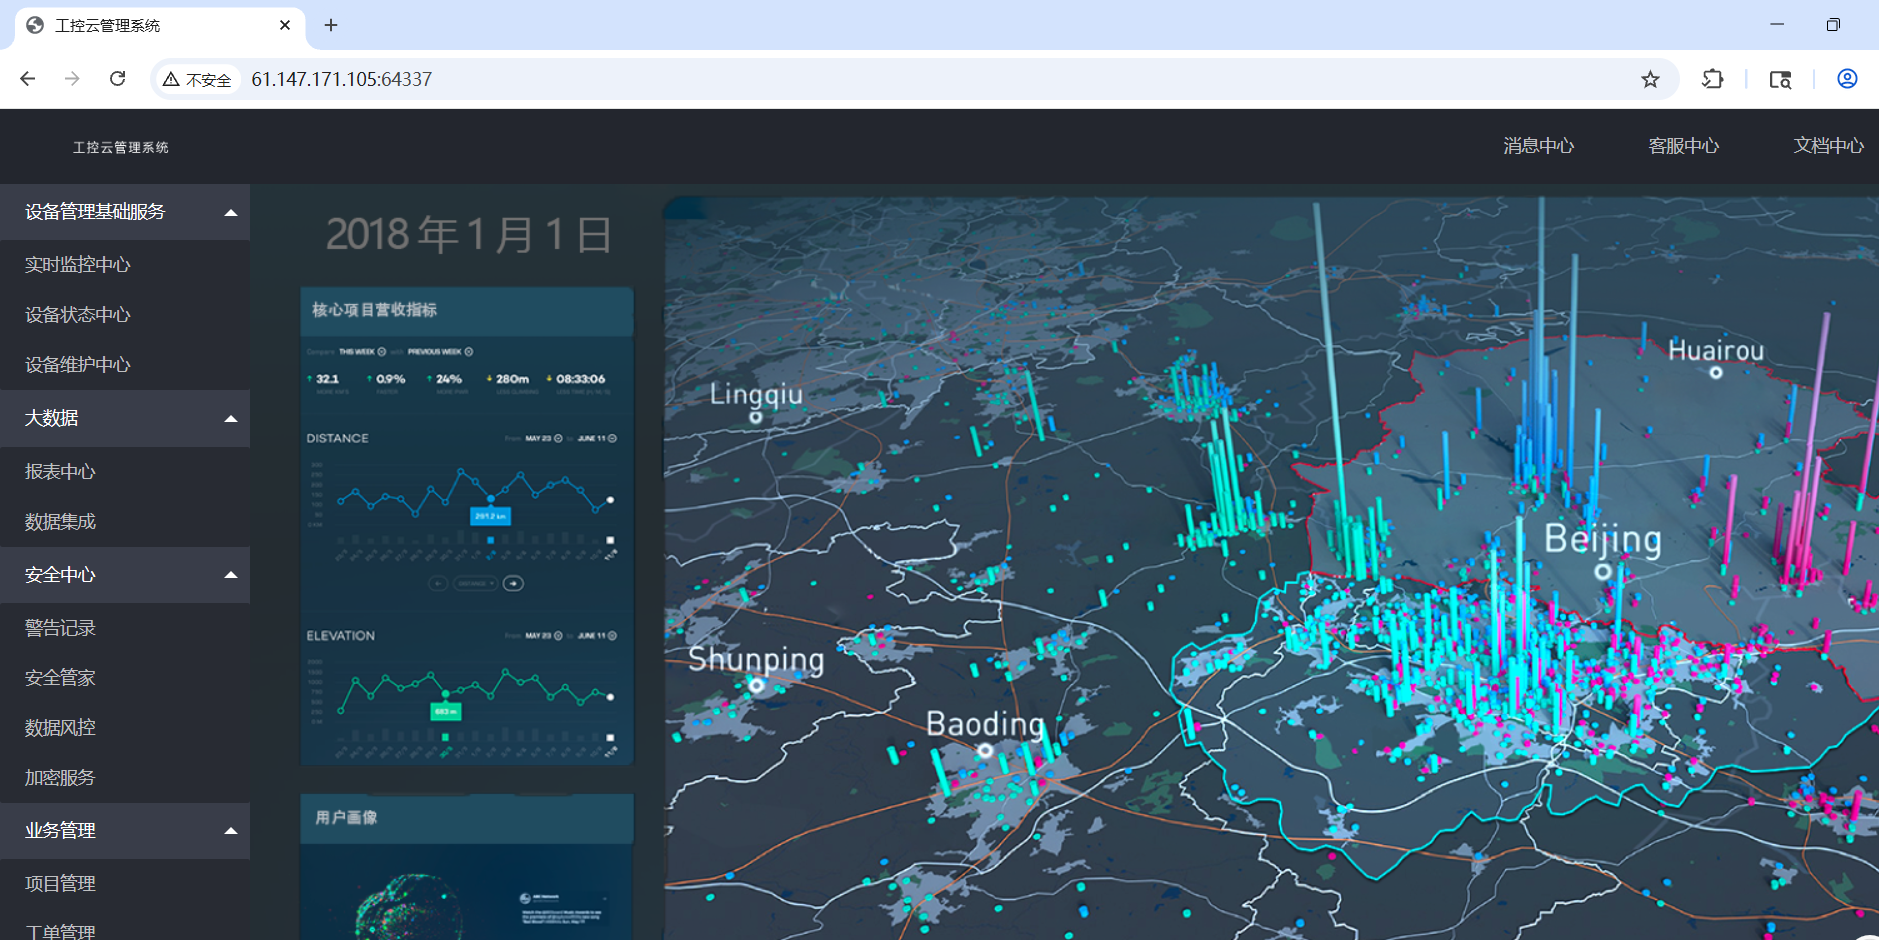 工控云管理系统
不安全
61.147.171.105:64337
工控云管理系统
消息中心
客服中心
文档中心
设备管理基础服务
实时监控中心
设备状态中心
设备维护中心
大数据
报表中心
数据集成
安全中心
警告记录
安全管家
数据风控
加密服务
业务管理
项目管理
工单管理
2018年1月1日
核心项目营收指标
Compare THIS WEEK with PREVIOUS WEEK
32.1 0.9% 24% 280m 08:33:06
DISTANCE
From MAY 23 to JUNE 11
291.2 km
DISTANCE
ELEVATION
From MAY 23 to JUNE 11
683 m
用户画像
Lingqiu
Huairou
Beijing
Shunping
Baoding